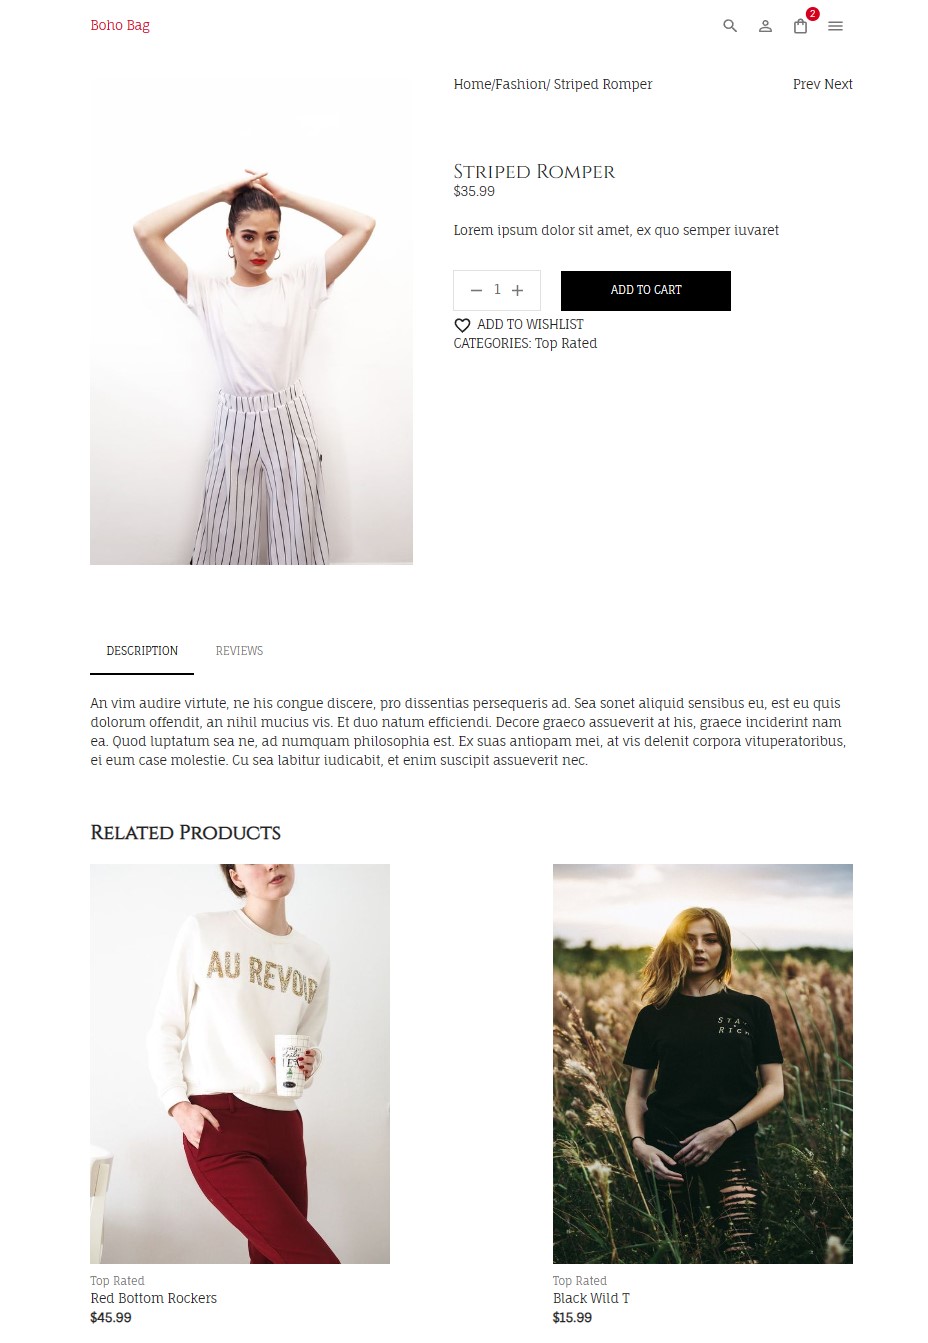 Boho Bag
2
Home/Fashion/ Striped Romper
Prev Next
Striped Romper
$35.99
Lorem ipsum dolor sit amet, ex quo semper iuvaret
1
ADD TO CART
ADD TO WISHLIST
CATEGORIES: Top Rated
DESCRIPTION
REVIEWS
An vim audire virtute, ne his congue discere, pro dissentias persequeris ad. Sea sonet aliquid sensibus eu, est eu quis
dolorum offendit, an nihil mucius vis. Et duo natum efficiendi. Decore graeco assueverit at his, graece inciderint nam
ea. Quod luptatum sea ne, ad numquam philosophia est. Ex suas antiopam mei, at vis delenit corpora vituperatoribus,
ei eum case molestie. Cu sea labitur iudicabit, et enim suscipit assueverit nec.
Related Products
AU REVOIR
STAY
RICH
Top Rated
Red Bottom Rockers
$45.99
Top Rated
Black Wild T
$15.99